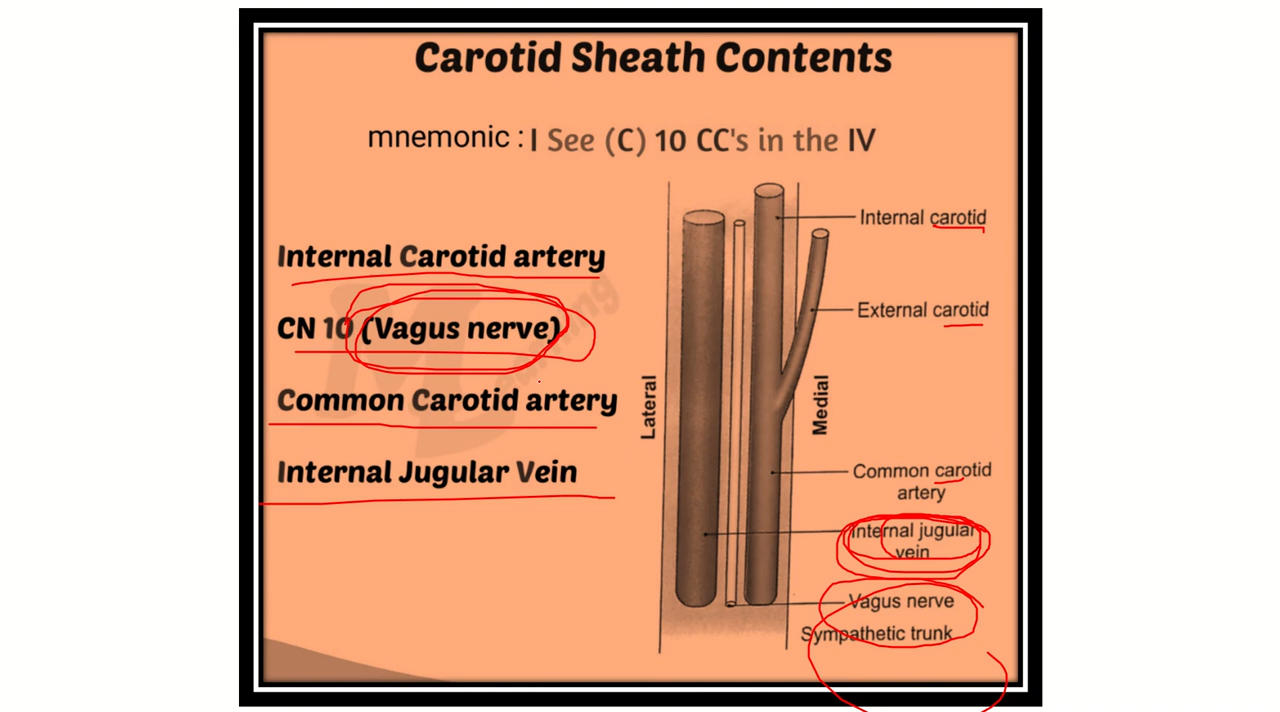 Carotid Sheath Contents
mnemonic : I See (C) 10 CC's in the IV
Internal Carotid artery
CN 10 (Vagus nerve)
Common Carotid artery
Internal Jugular Vein
Lateral
Medial
Internal carotid
External carotid
Common carotid
artery
Internal jugular
vein
Vagus nerve
Sympathetic trunk